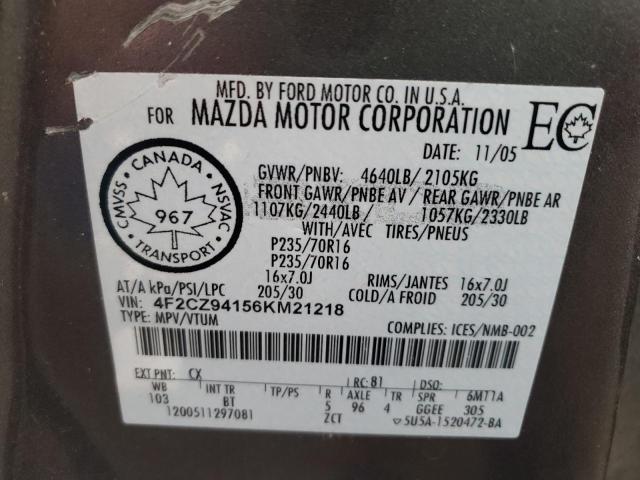 MFD. BY FORD MOTOR CO. IN U.S.A.
FOR MAZDA MOTOR CORPORATION
EC
DATE: 11/05
CMVSS · CANADA · NSVAC · TRANSPORT
967
GVWR/PNBV: 4640LB/ 2105KG
FRONT GAWR/PNBE AV / REAR GAWR/PNBE AR
1107KG/2440LB / 1057KG/2330LB
WITH/AVEC TIRES/PNEUS
P235/70R16
P235/70R16
16x7.0J RIMS/JANTES 16x7.0J
AT/A kPa/PSI/LPC 205/30 COLD/A FROID 205/30
VIN: 4F2CZ94156KM21218
TYPE: MPV/VTUM COMPLIES: ICES/NMB-002
EXT PNT: CX RC: 81 DSO:
WB INT TR TP/PS R AXLE TR SPR 6M11A
103 BT 5 96 4 GGEE 305
1200511297081 ZCT 5U5A-1520472-BA